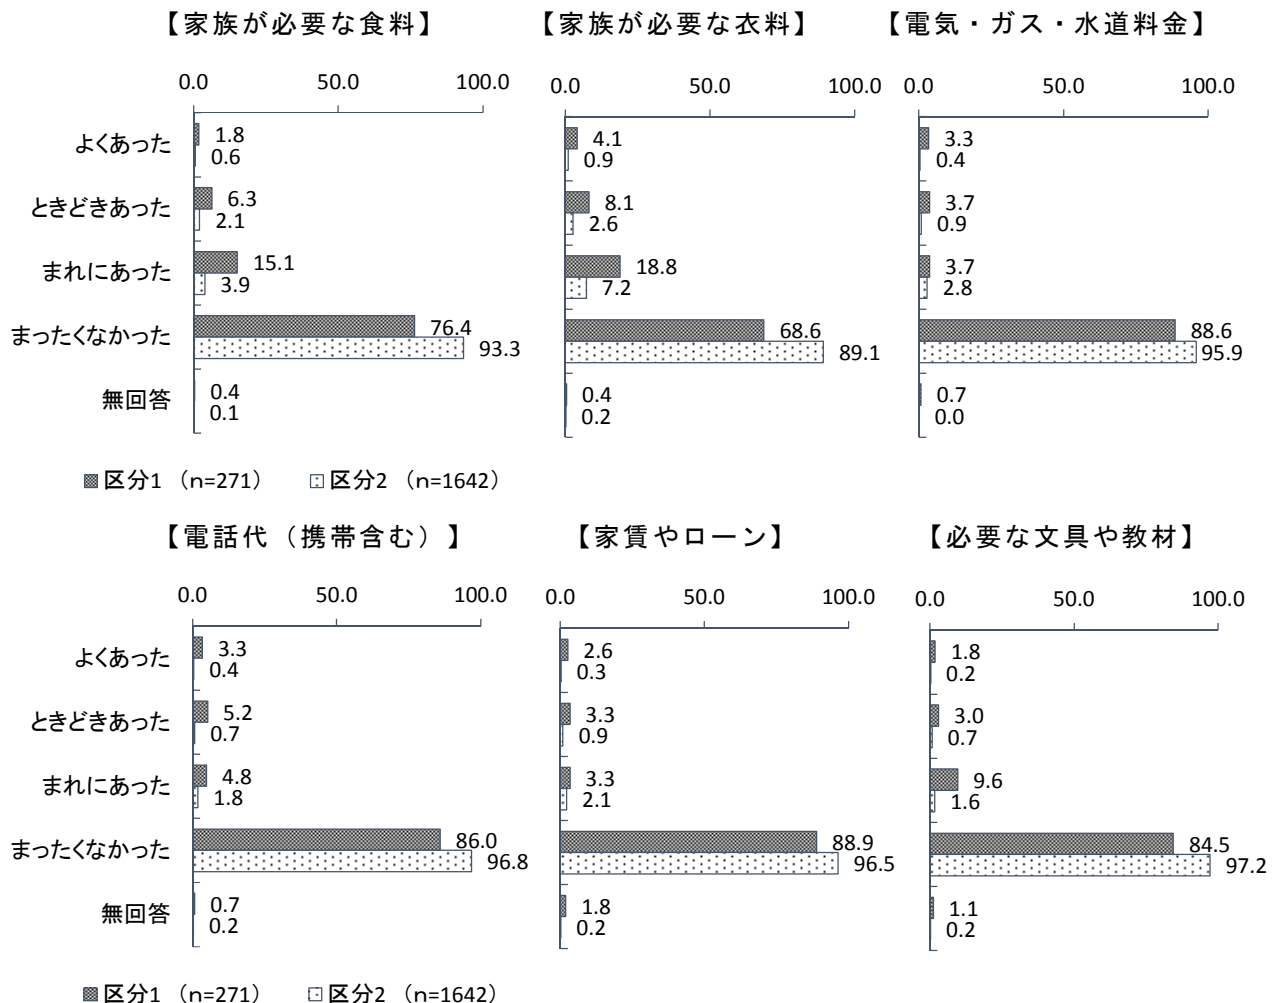 【家族が必要な食料】 【家族が必要な衣料】 【電気・ガス・水道料金】
0.0 50.0 100.0 0.0 50.0 100.0 0.0 50.0 100.0
よくあった 1.8 4.1 3.3
0.6 0.9 0.4
ときどきあった 6.3 8.1 3.7
2.1 2.6 0.9
まれにあった 15.1 18.8 3.7
3.9 7.2 2.8
まったくなかった 76.4 68.6 88.6
93.3 89.1 95.9
無回答 0.4 0.4 0.7
0.1 0.2 0.0
区分1 (n=271) 区分2 (n=1642)
【電話代(携帯含む)】 【家賃やローン】 【必要な文具や教材】
0.0 50.0 100.0 0.0 50.0 100.0 0.0 50.0 100.0
よくあった 3.3 2.6 1.8
0.4 0.3 0.2
ときどきあった 5.2 3.3 3.0
0.7 0.9 0.7
まれにあった 4.8 3.3 9.6
1.8 2.1 1.6
まったくなかった 86.0 88.9 84.5
96.8 96.5 97.2
無回答 0.7 1.8 1.1
0.2 0.2 0.2
区分1 (n=271) 区分2 (n=1642)